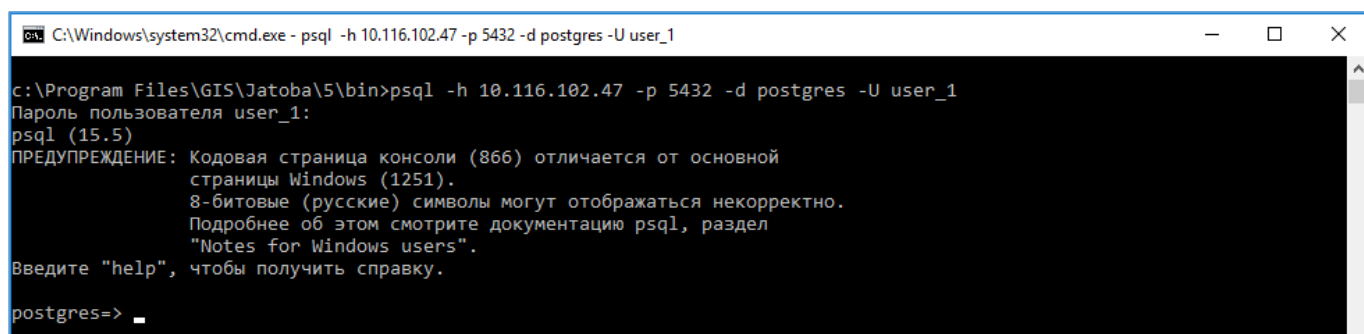 C:\Windows\system32\cmd.exe - psql -h 10.116.102.47 -p 5432 -d postgres -U user_1
c:\Program Files\GIS\Jatoba\5\bin>psql -h 10.116.102.47 -p 5432 -d postgres -U user_1
Пароль пользователя user_1:
psql (15.5)
ПРЕДУПРЕЖДЕНИЕ: Кодовая страница консоли (866) отличается от основной
страницы Windows (1251).
8-битовые (русские) символы могут отображаться некорректно.
Подробнее об этом смотрите документацию psql, раздел
"Notes for Windows users".
Введите "help", чтобы получить справку.
postgres=> _